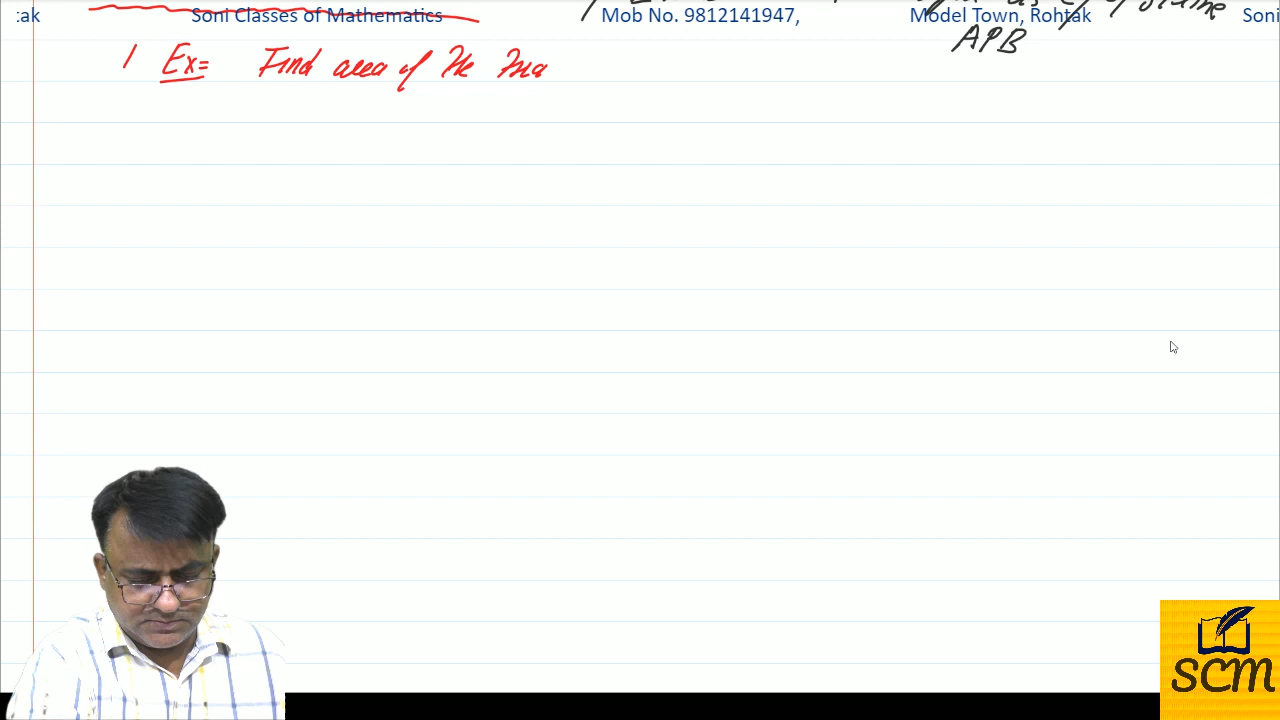 :ak Soni Classes of Mathematics Mob No. 9812141947, Model Town, Rohtak Soni
APB
1 Ex= Find area of the
SCM